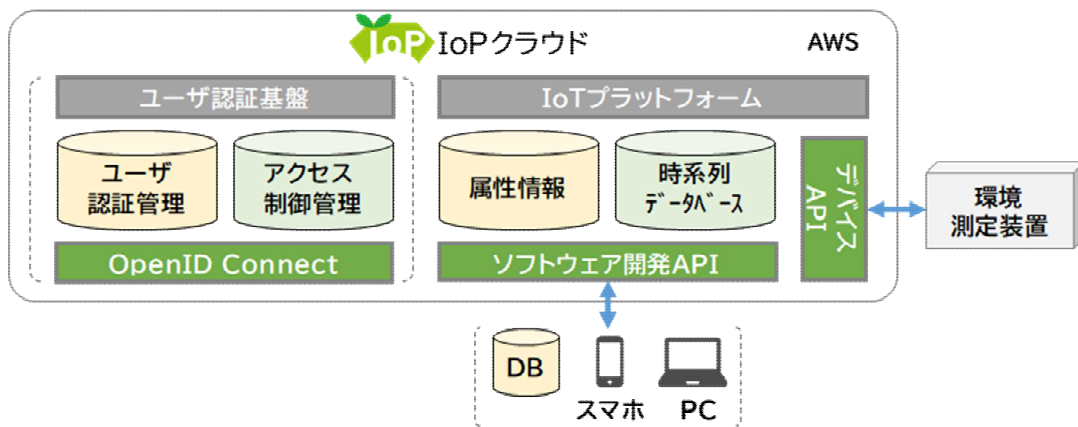 IoP IoPクラウド
AWS
ユーザ認証基盤
IoTプラットフォーム
ユーザ
認証管理
アクセス
制御管理
属性情報
時系列
ﾃﾞｰﾀﾍﾞｰｽ
デバイス
API
環境
測定装置
OpenID Connect
ソフトウェア開発API
DB
スマホ
PC